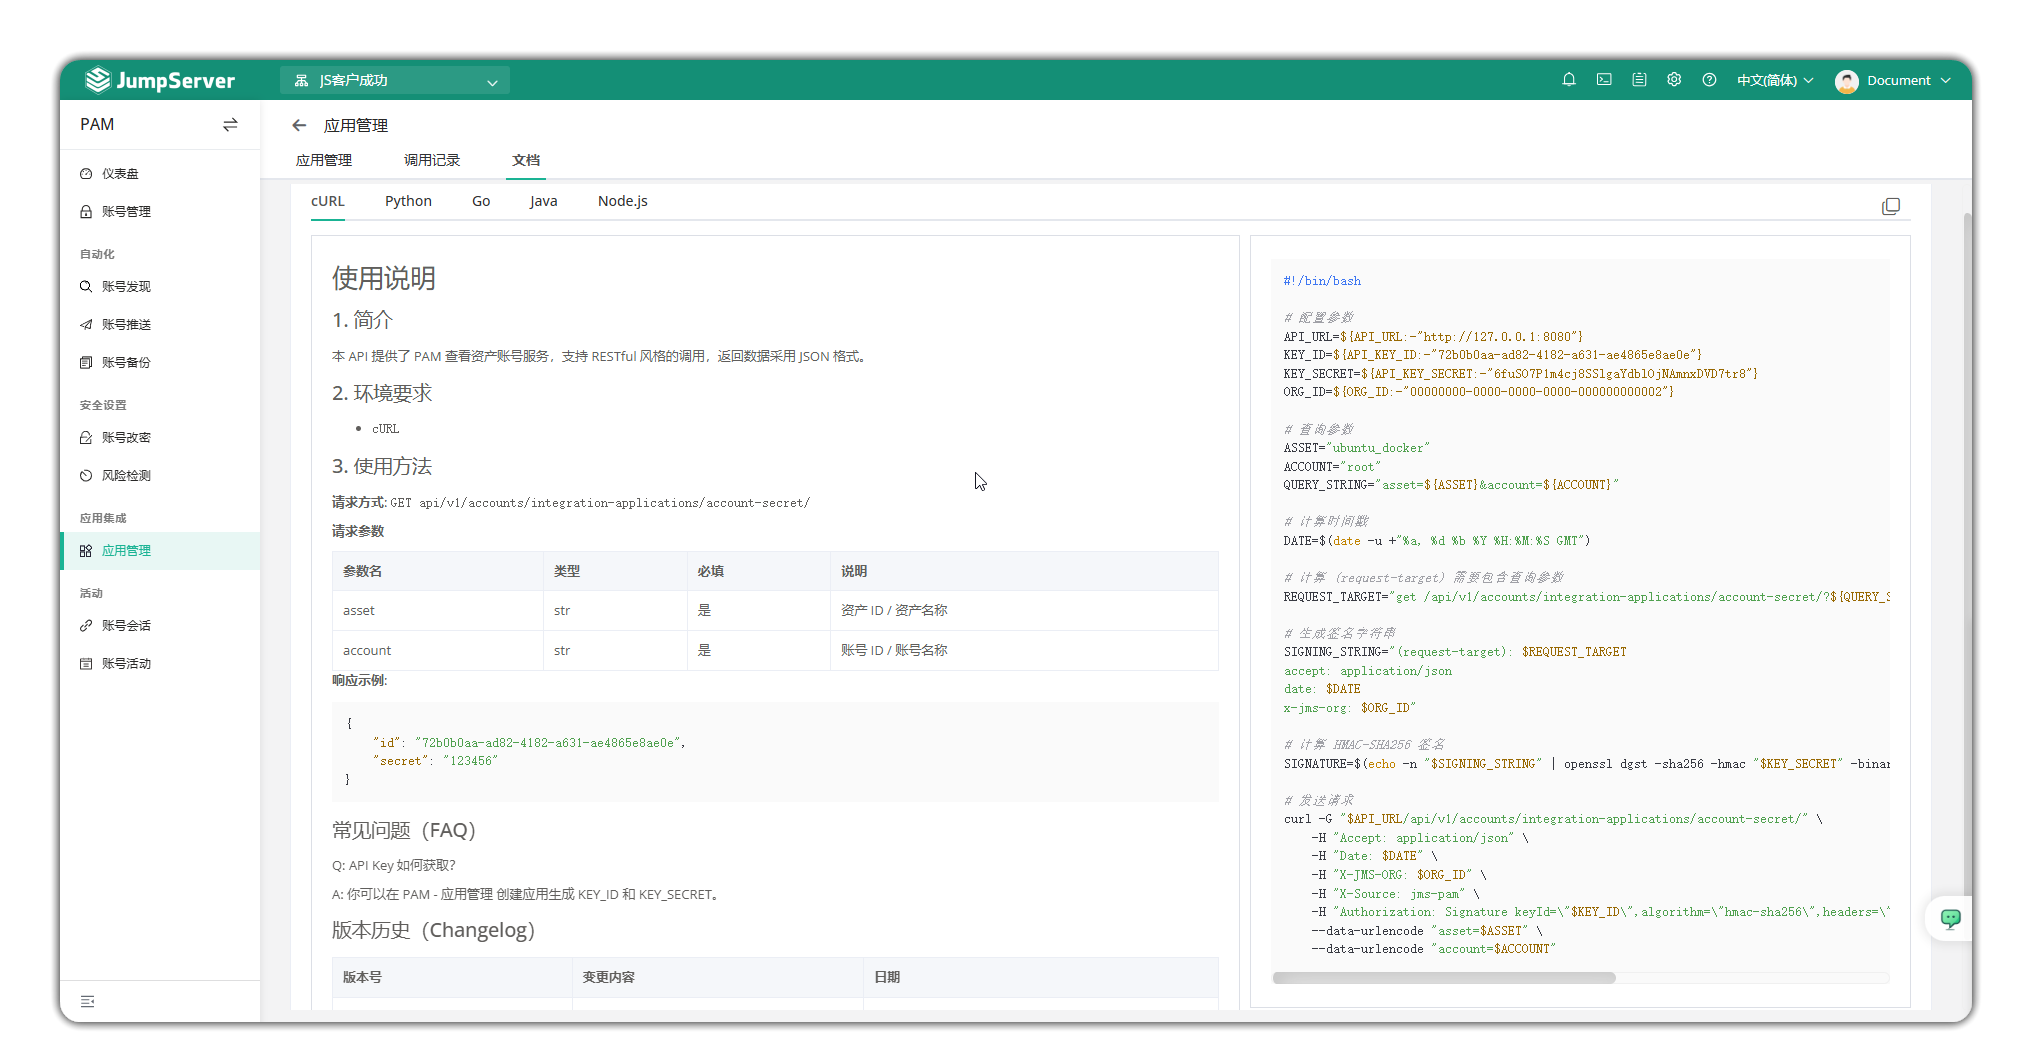 JumpServer
JS客户成功
中文(简体)
Document
PAM
仪表盘
账号管理
自动化
账号发现
账号推送
账号备份
安全设置
账号改密
风险检测
应用集成
应用管理
活动
账号会话
账号活动
应用管理
应用管理 调用记录 文档
cURL Python Go Java Node.js
使用说明
1. 简介
本 API 提供了 PAM 查看资产账号服务，支持 RESTful 风格的调用，返回数据采用 JSON 格式。
2. 环境要求
• cURL
3. 使用方法
请求方式: GET api/v1/accounts/integration-applications/account-secret/
请求参数
参数名 类型 必填 说明
asset str 是 资产 ID / 资产名称
account str 是 账号 ID / 账号名称
响应示例:
{
"id": "72b0b0aa-ad82-4182-a631-ae4865e8ae0e",
"secret": "123456"
}
常见问题（FAQ）
Q: API Key 如何获取？
A: 你可以在 PAM - 应用管理 创建应用生成 KEY_ID 和 KEY_SECRET。
版本历史（Changelog）
版本号 变更内容 日期
#!/bin/bash
# 配置参数
API_URL=${API_URL:-"http://127.0.0.1:8080"}
KEY_ID=${API_KEY_ID:-"72b0b0aa-ad82-4182-a631-ae4865e8ae0e"}
KEY_SECRET=${API_KEY_SECRET:-"6fuSO7P1m4cj8SSlgaYdblOjNAmnxDVD7tr8"}
ORG_ID=${ORG_ID:-"00000000-0000-0000-0000-000000000002"}
# 查询参数
ASSET="ubuntu_docker"
ACCOUNT="root"
QUERY_STRING="asset=${ASSET}&account=${ACCOUNT}"
# 计算时间戳
DATE=$(date -u +"%a, %d %b %Y %H:%M:%S GMT")
# 计算 (request-target) 需要包含查询参数
REQUEST_TARGET="get /api/v1/accounts/integration-applications/account-secret/?${QUERY_S
# 生成签名字符串
SIGNING_STRING="(request-target): $REQUEST_TARGET
accept: application/json
date: $DATE
x-jms-org: $ORG_ID"
# 计算 HMAC-SHA256 签名
SIGNATURE=$(echo -n "$SIGNING_STRING" | openssl dgst -sha256 -hmac "$KEY_SECRET" -binar
# 发送请求
curl -G "$API_URL/api/v1/accounts/integration-applications/account-secret/" \
-H "Accept: application/json" \
-H "Date: $DATE" \
-H "X-JMS-ORG: $ORG_ID" \
-H "X-Source: jms-pam" \
-H "Authorization: Signature keyId=\"$KEY_ID\",algorithm=\"hmac-sha256\",headers=\"
--data-urlencode "asset=$ASSET" \
--data-urlencode "account=$ACCOUNT"